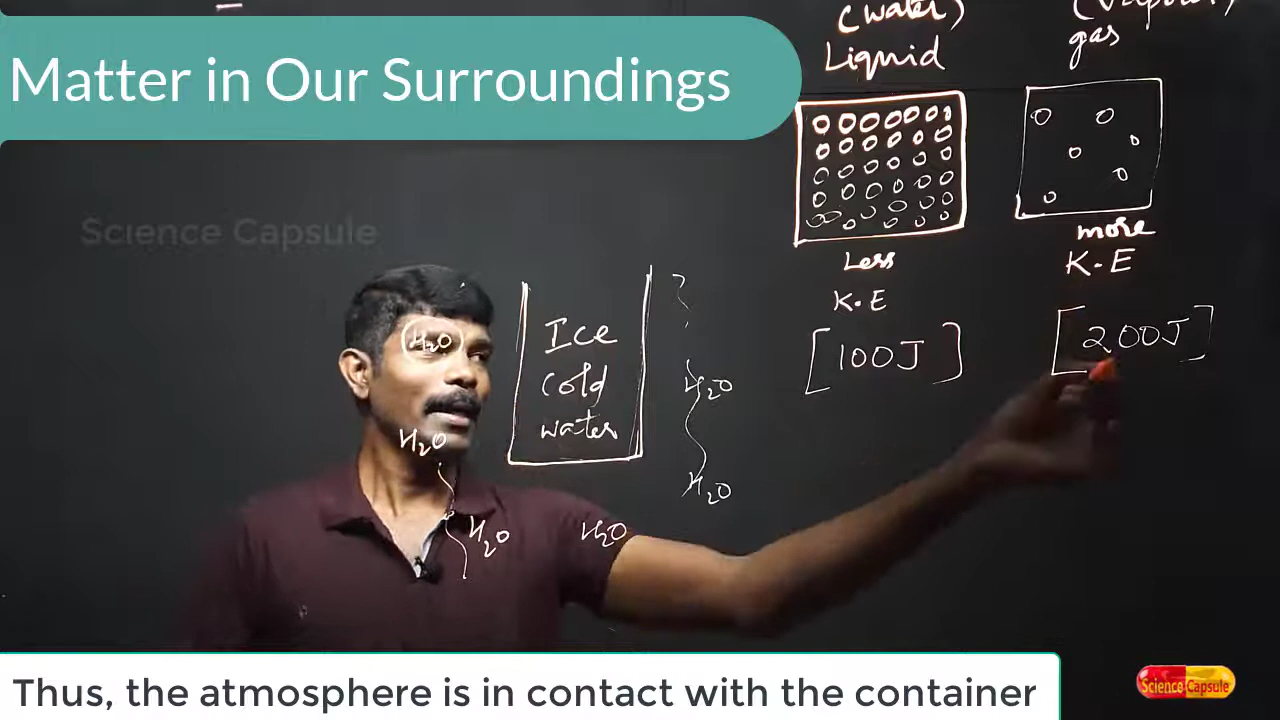 Matter in Our Surroundings
(water)
Liquid
(Vapour)
gas
Science Capsule
Less
K.E
[100J]
more
K.E
[200J]
Ice
cold
water
?
H2O
H2O
H2O
H2O
H2O
H2O
Thus, the atmosphere is in contact with the container
Science Capsule